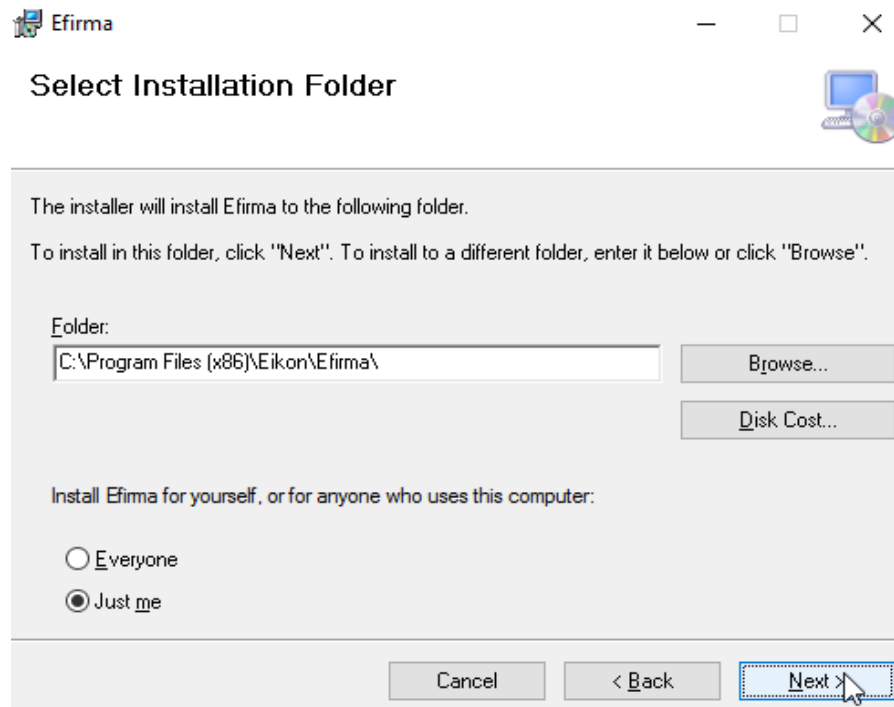 Efirma
Select Installation Folder
The installer will install Efirma to the following folder.
To install in this folder, click "Next". To install to a different folder, enter it below or click "Browse".
Folder:
C:\Program Files (x86)\Eikon\Efirma\
Browse...
Disk Cost...
Install Efirma for yourself, or for anyone who uses this computer:
Everyone
Just me
Cancel
< Back
Next >